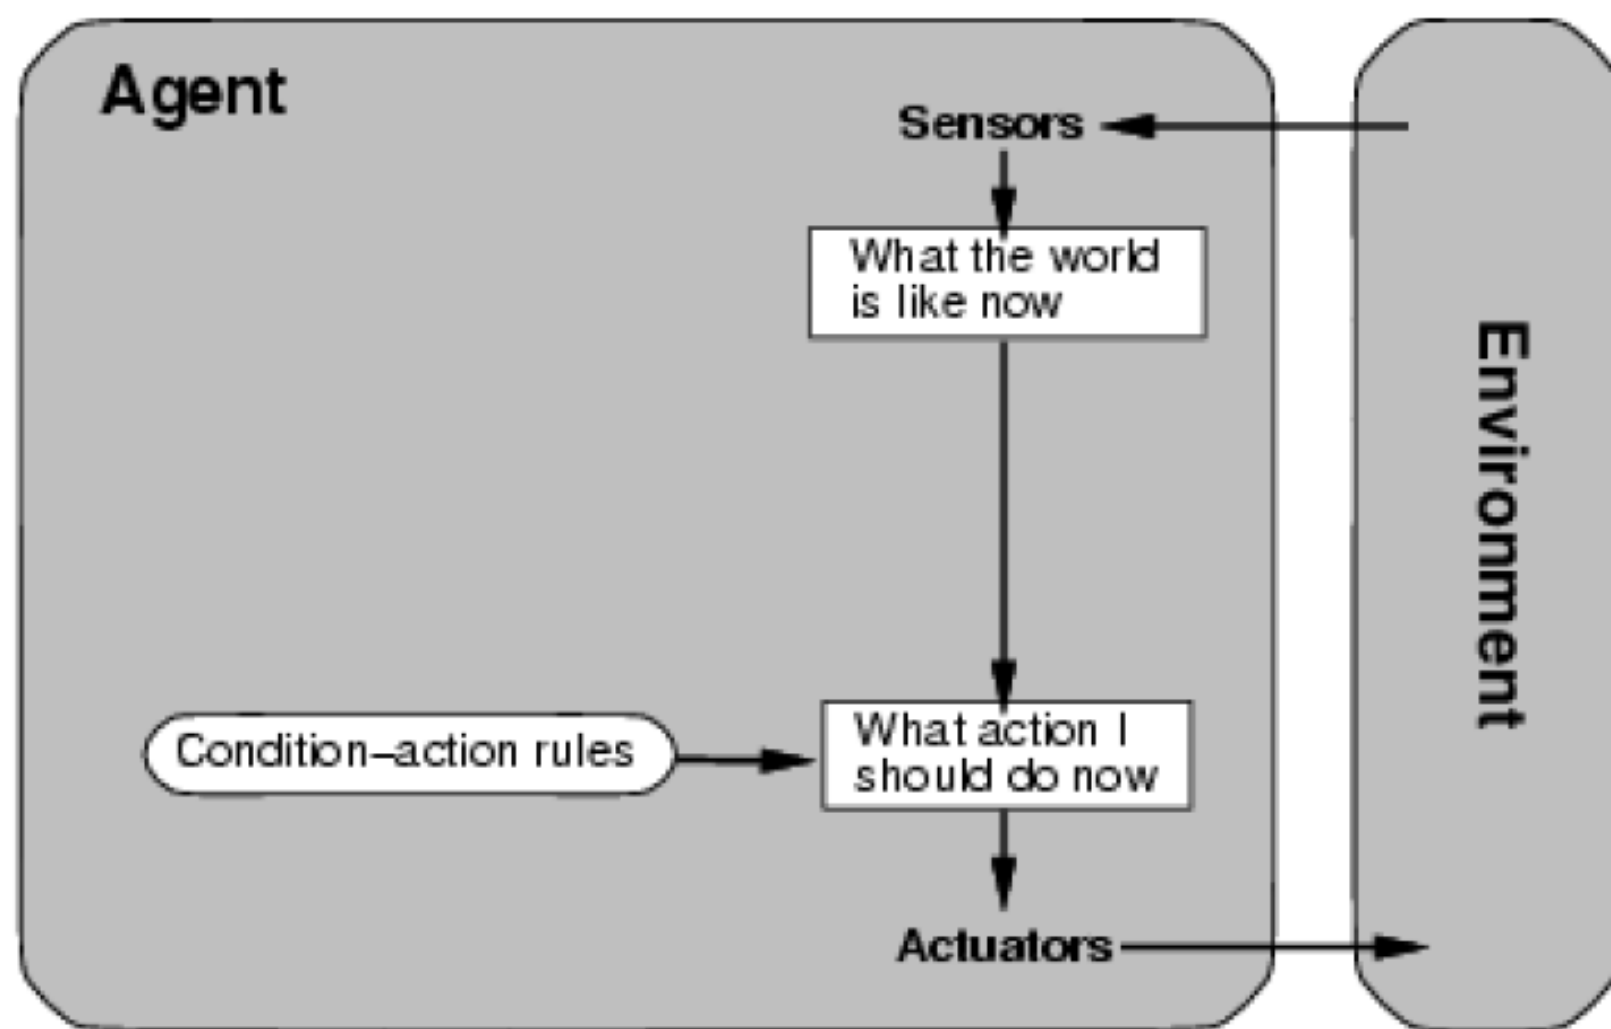 Agent
Sensors
What the world
is like now
Environment
Condition–action rules
What action I
should do now
Actuators